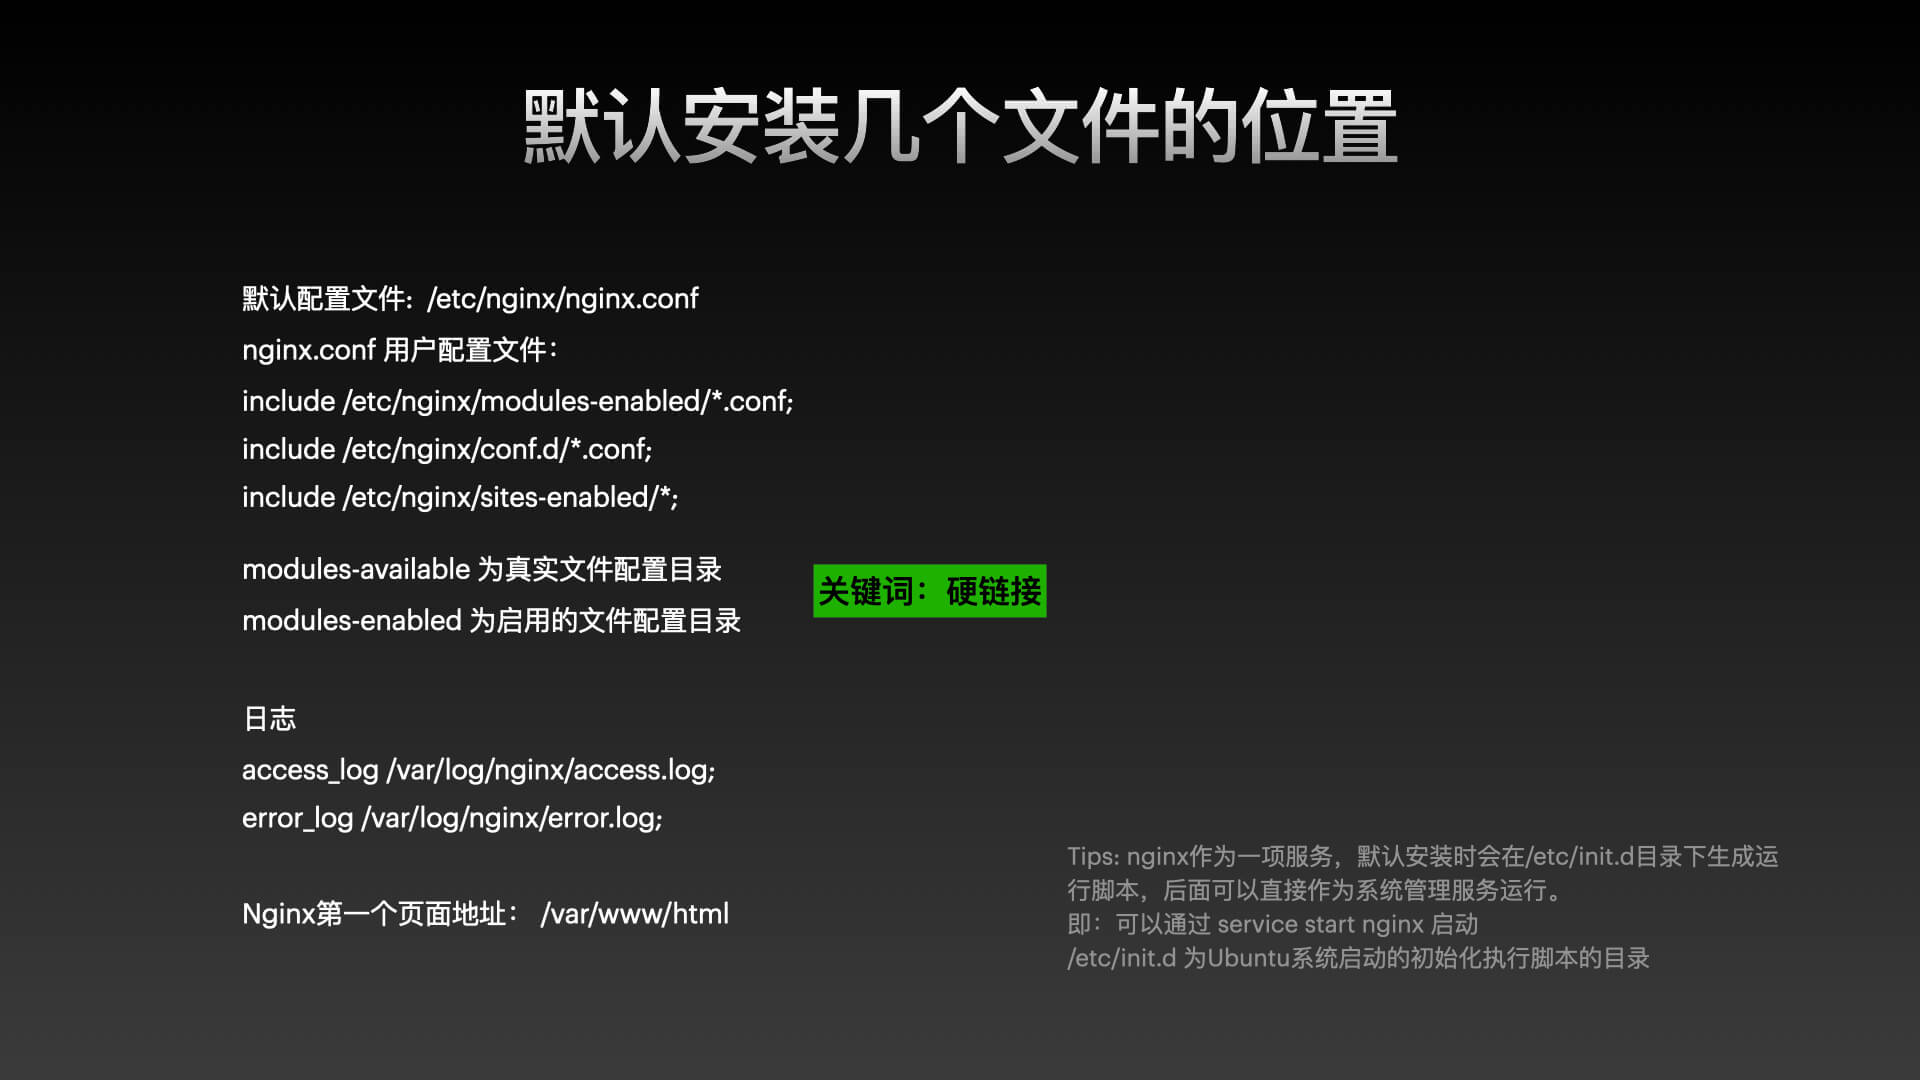 默认安装几个文件的位置
默认配置文件: /etc/nginx/nginx.conf
nginx.conf 用户配置文件：
include /etc/nginx/modules-enabled/*.conf;
include /etc/nginx/conf.d/*.conf;
include /etc/nginx/sites-enabled/*;
modules-available 为真实文件配置目录
modules-enabled 为启用的文件配置目录
关键词：硬链接
日志
access_log /var/log/nginx/access.log;
error_log /var/log/nginx/error.log;
Nginx第一个页面地址： /var/www/html
Tips: nginx作为一项服务，默认安装时会在/etc/init.d目录下生成运
行脚本，后面可以直接作为系统管理服务运行。
即：可以通过 service start nginx 启动
/etc/init.d 为Ubuntu系统启动的初始化执行脚本的目录